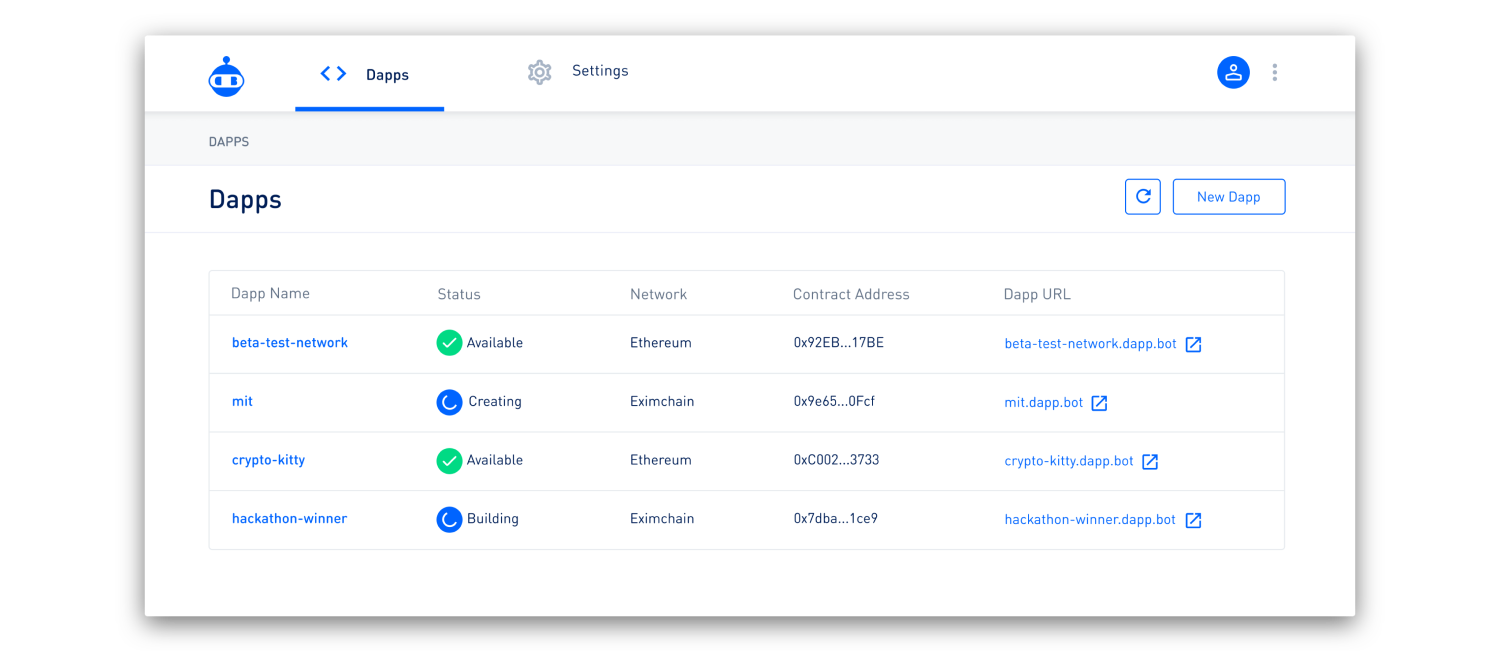 Dapps Settings
DAPPS
Dapps New Dapp
Dapp Name Status Network Contract Address Dapp URL
beta-test-network Available Ethereum 0x92EB...17BE beta-test-network.dapp.bot
mit Creating Eximchain 0x9e65...0Fcf mit.dapp.bot
crypto-kitty Available Ethereum 0xC002...3733 crypto-kitty.dapp.bot
hackathon-winner Building Eximchain 0x7dba...1ce9 hackathon-winner.dapp.bot